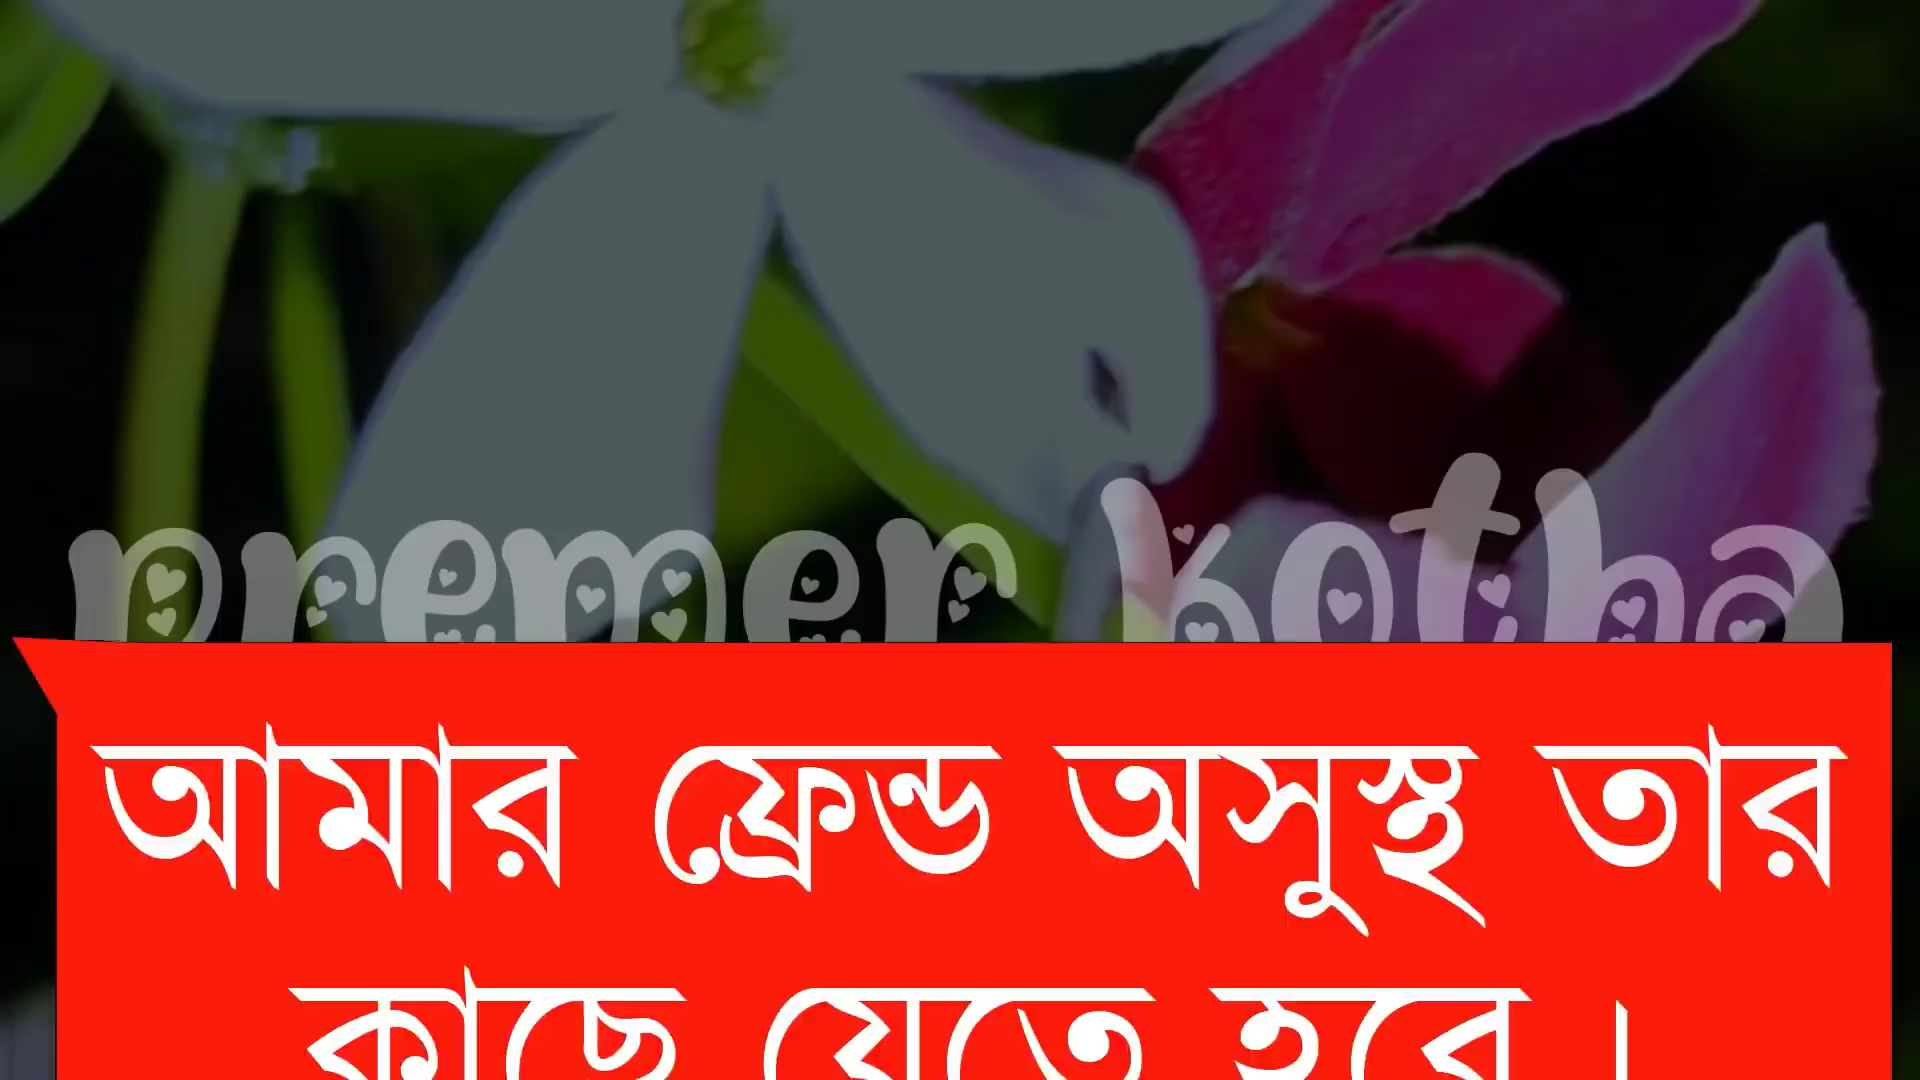 premer kotha
আমার ফ্রেন্ড অসুস্থ তার
কাছে যেতে হবে।